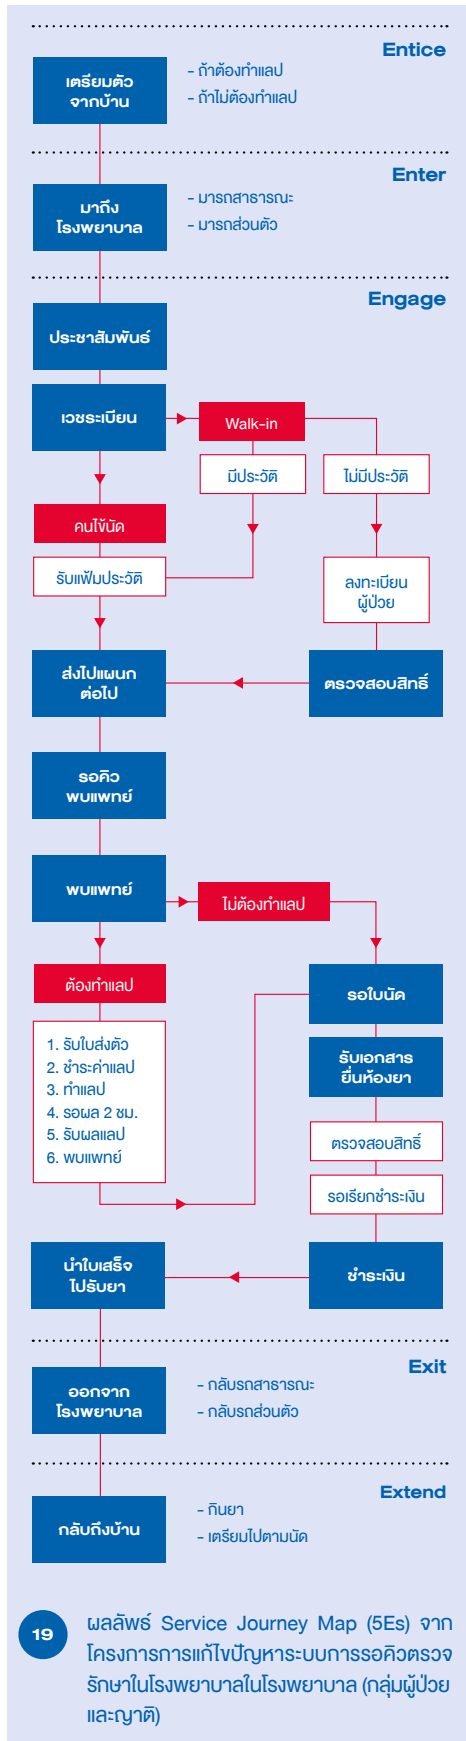 Entice
เตรียมตัว
จากบ้าน
- ถ้าต้องทำแลป
- ถ้าไม่ต้องทำแลป
Enter
มาถึง
โรงพยาบาล
- มารถสาธารณะ
- มารถส่วนตัว
Engage
ประชาสัมพันธ์
เวชระเบียน
Walk-in
มีประวัติ
ไม่มีประวัติ
คนไข้นัด
รับแฟ้มประวัติ
ลงทะเบียน
ผู้ป่วย
ส่งไปแผนก
ต่อไป
ตรวจสอบสิทธิ์
รอคิว
พบแพทย์
พบแพทย์
ไม่ต้องทำแลป
ต้องทำแลป
1. รับใบส่งตัว
2. ชำระค่าแลป
3. ทำแลป
4. รอผล 2 ชม.
5. รับผลแลป
6. พบแพทย์
รอใบนัด
รับเอกสาร
ยื่นห้องยา
ตรวจสอบสิทธิ์
รอเรียกชำระเงิน
นำใบเสร็จ
ไปรับยา
ชำระเงิน
Exit
ออกจาก
โรงพยาบาล
- กลับรถสาธารณะ
- กลับรถส่วนตัว
Extend
กลับถึงบ้าน
- กินยา
- เตรียมไปตามนัด
19
ผลลัพธ์ Service Journey Map (5Es) จาก
โครงการการแก้ไขปัญหาระบบการรอคิวตรวจ
รักษาในโรงพยาบาลในโรงพยาบาล (กลุ่มผู้ป่วย
และญาติ)